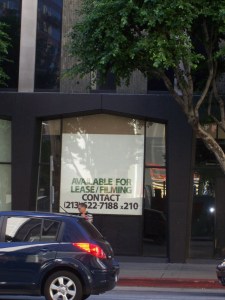 AVAILABLE FOR
LEASE/FILMING
CONTACT
(213)622-7188 x210